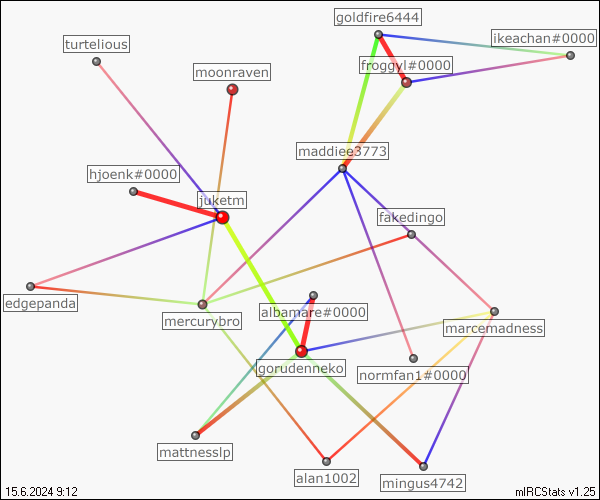 goldfire6444
turtelious
ikeachan#0000
froggyl#0000
moonraven
maddiee3773
hjoenk#0000
juketm
fakedingo
edgepanda
albamare#0000
mercurybro
marcemadness
gorudenneko
normfan1#0000
mattnesslp
alan1002
mingus4742
15.6.2024 9:12
mIRCStats v1.25